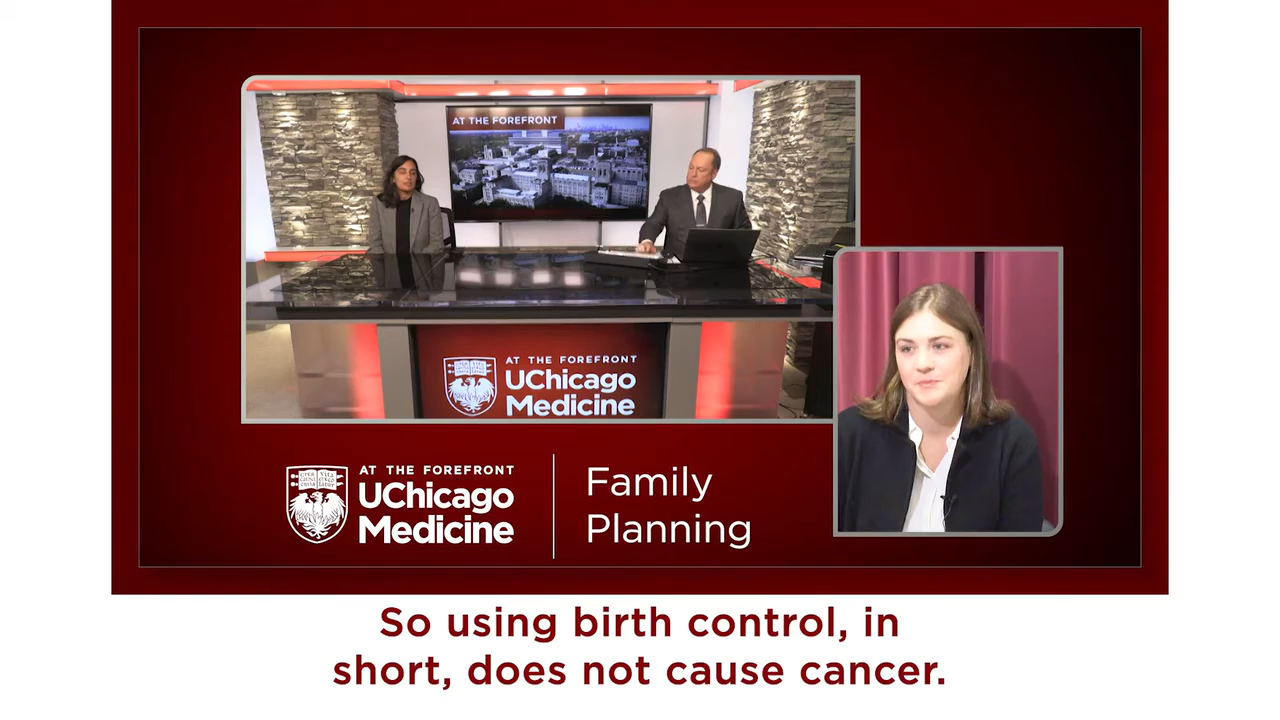 AT THE FOREFRONT
AT THE FOREFRONT
UChicago
Medicine
AT THE FOREFRONT
UChicago
Medicine
Family
Planning
So using birth control, in
short, does not cause cancer.